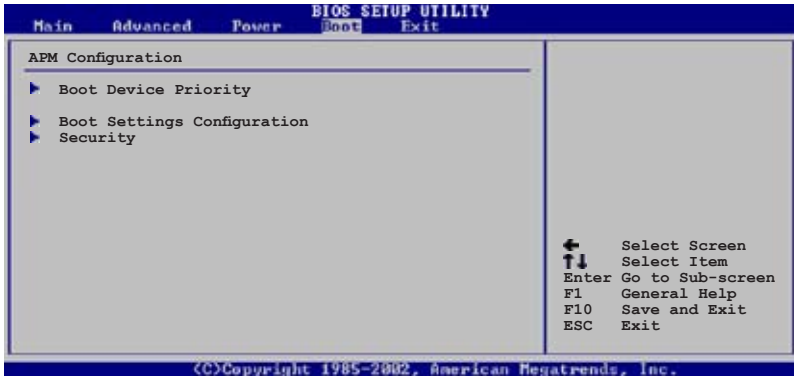 BIOS SETUP UTILITY
Main Advanced Power Boot Exit
APM Configuration
Boot Device Priority
Boot Settings Configuration
Security
← Select Screen
↑↓ Select Item
Enter Go to Sub-screen
F1 General Help
F10 Save and Exit
ESC Exit
(C)Copyright 1985-2002, American Megatrends, Inc.